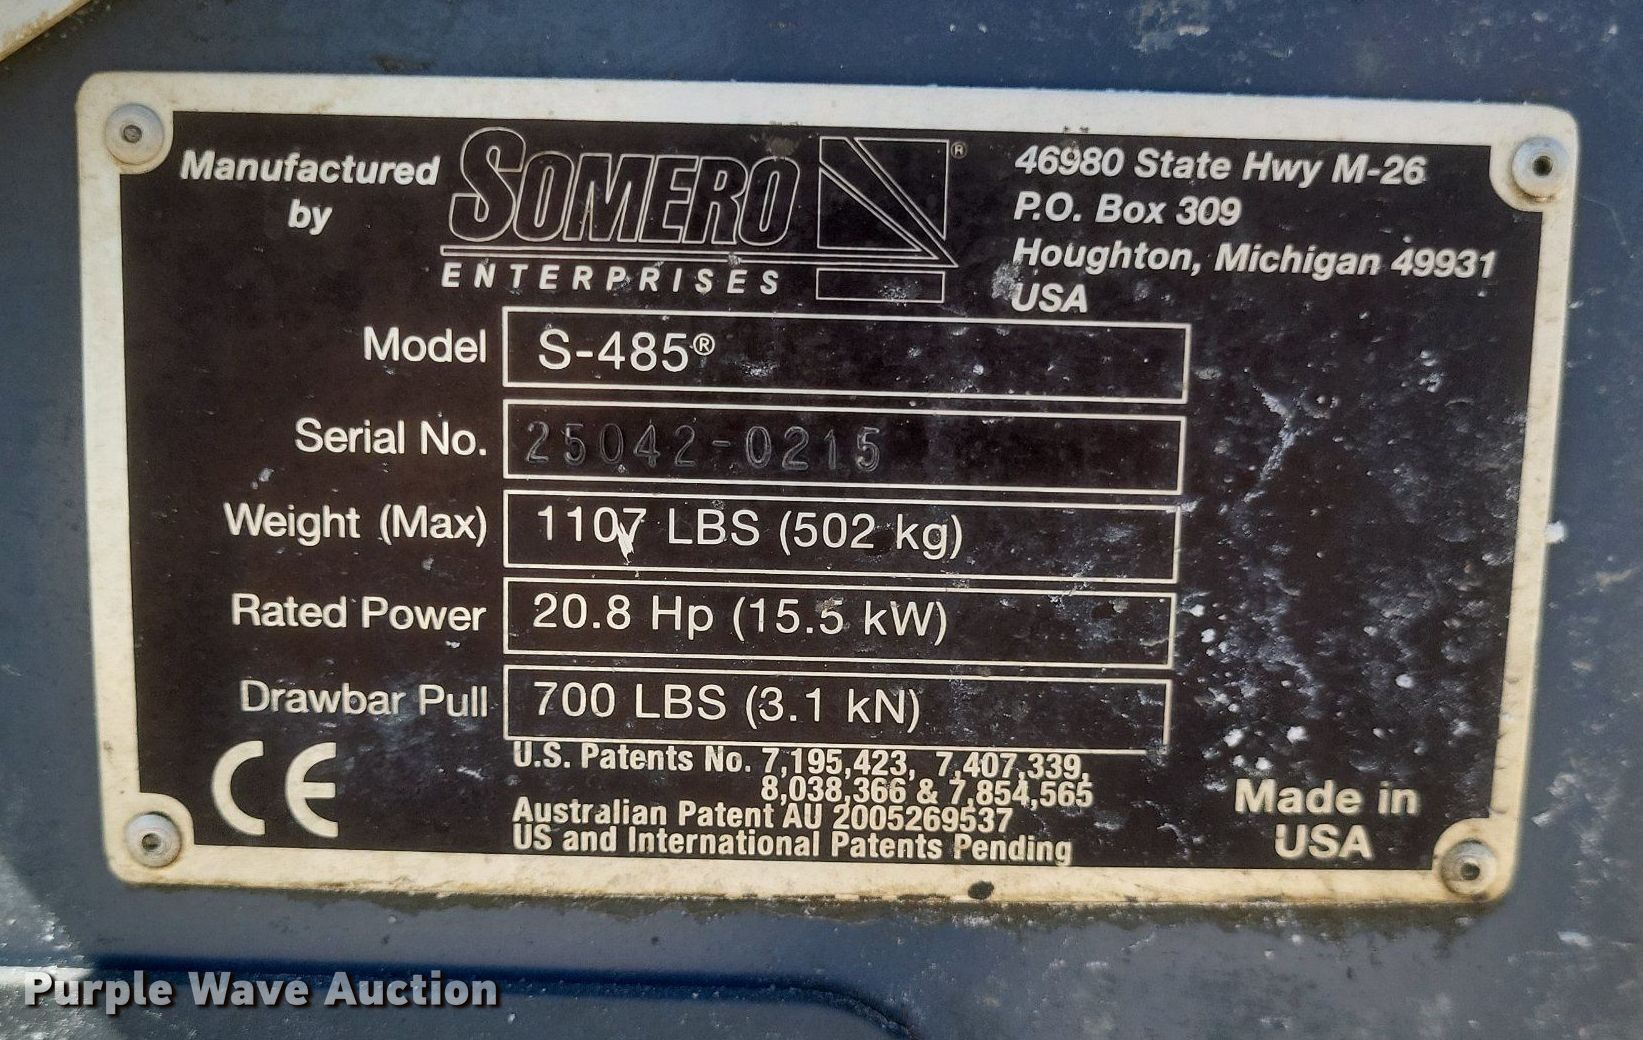 Manufactured
by
SOMERO®
ENTERPRISES
46980 State Hwy M-26
P.O. Box 309
Houghton, Michigan 49931
USA
Model S-485®
Serial No. 25042-0215
Weight (Max) 1107 LBS (502 kg)
Rated Power 20.8 Hp (15.5 kW)
Drawbar Pull 700 LBS (3.1 kN)
CE
U.S. Patents No. 7,195,423, 7,407,339,
8,038,366 & 7,854,565
Australian Patent AU 2005269537
US and International Patents Pending
Made in
USA
Purple Wave Auction